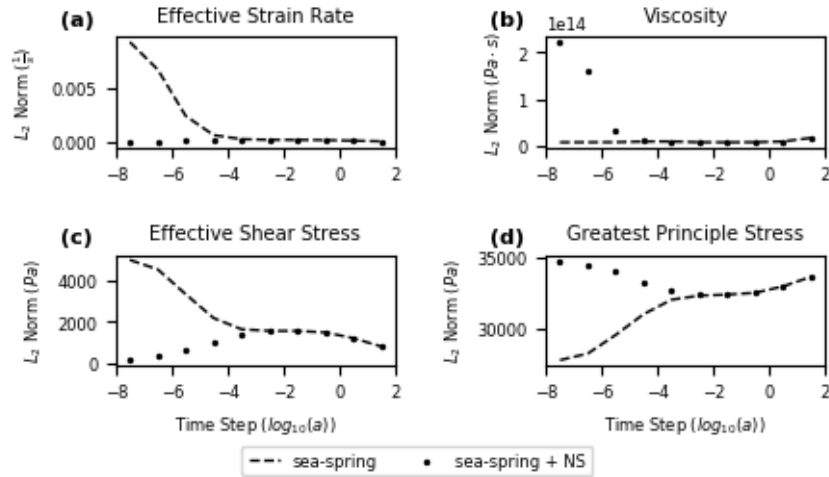 (a) Effective Strain Rate
L₂ Norm (1/s)
0.005
0.000
−8 −6 −4 −2 0 2
(b) Viscosity
1e14
L₂ Norm (Pa · s)
2
1
0
−8 −6 −4 −2 0 2
(c) Effective Shear Stress
L₂ Norm (Pa)
4000
2000
0
−8 −6 −4 −2 0 2
Time Step (log₁₀(a))
(d) Greatest Principle Stress
L₂ Norm (Pa)
35000
30000
−8 −6 −4 −2 0 2
Time Step (log₁₀(a))
sea-spring sea-spring + NS